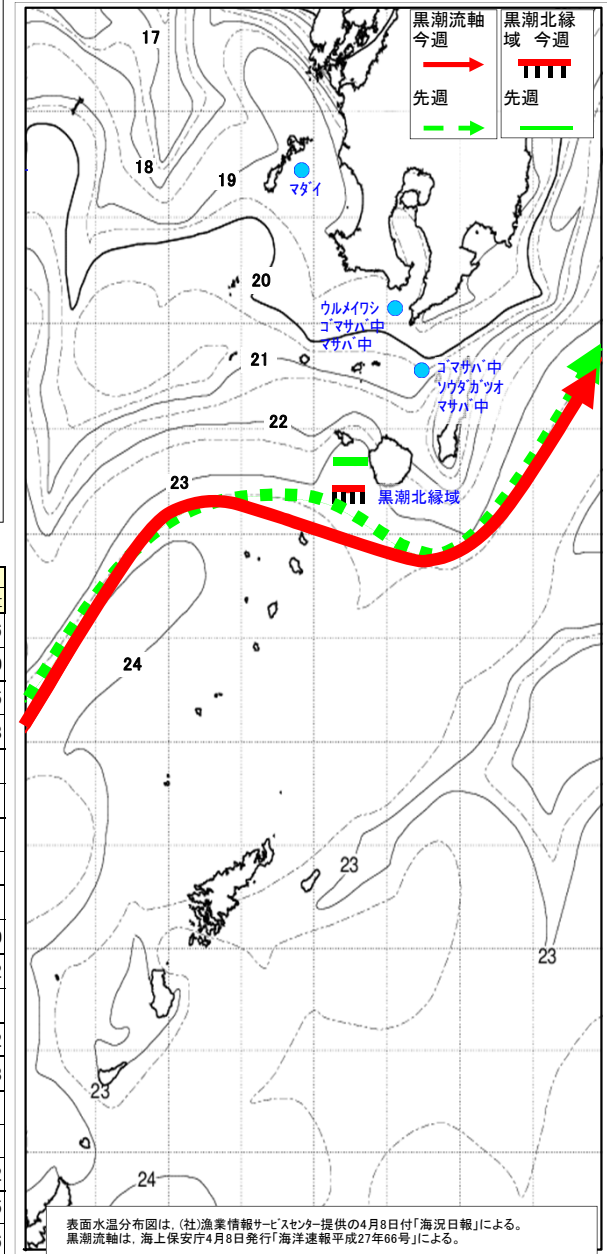 黒潮流軸
今週
先週
黒潮北縁
域 今週
先週
17
18
19
マダイ
20
ウルメイワシ
ゴマサバ中
マサバ中
21
ゴマサバ中
ソウダガツオ
マサバ中
22
23
黒潮北縁域
24
23
23
23
24
表面水温分布図は，(社)漁業情報サービスセンター提供の4月8日付「海況日報」による。
黒潮流軸は，海上保安庁4月8日発行「海洋速報平成27年66号」による。